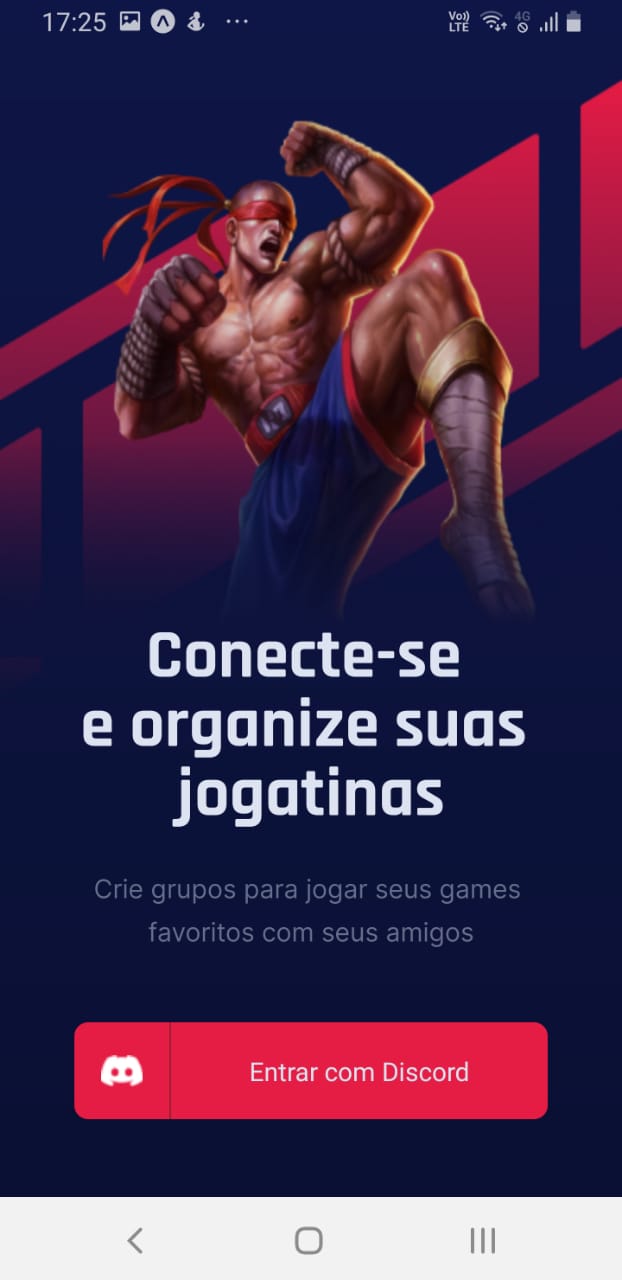 17:25
Vo))
LTE
4G
Conecte-se
e organize suas
jogatinas
Crie grupos para jogar seus games
favoritos com seus amigos
Entrar com Discord